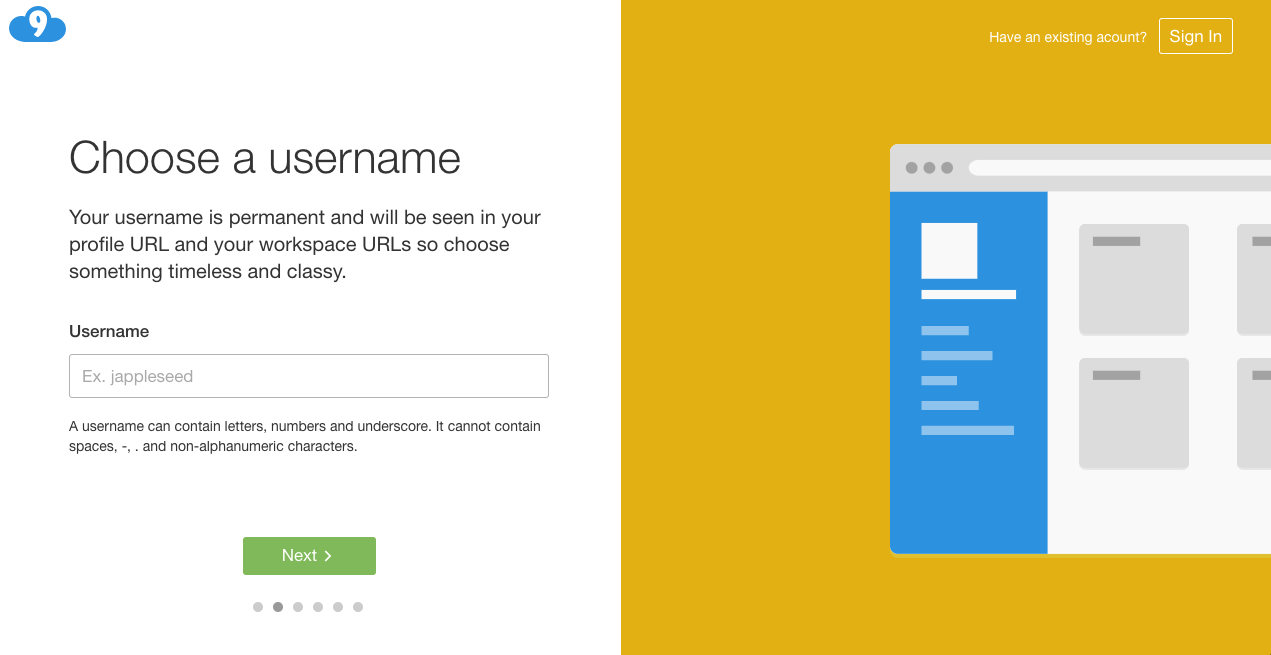 9
Have an existing acount?
Sign In
Choose a username
Your username is permanent and will be seen in your
profile URL and your workspace URLs so choose
something timeless and classy.
Username
Ex. jappleseed
A username can contain letters, numbers and underscore. It cannot contain
spaces, -, . and non-alphanumeric characters.
Next